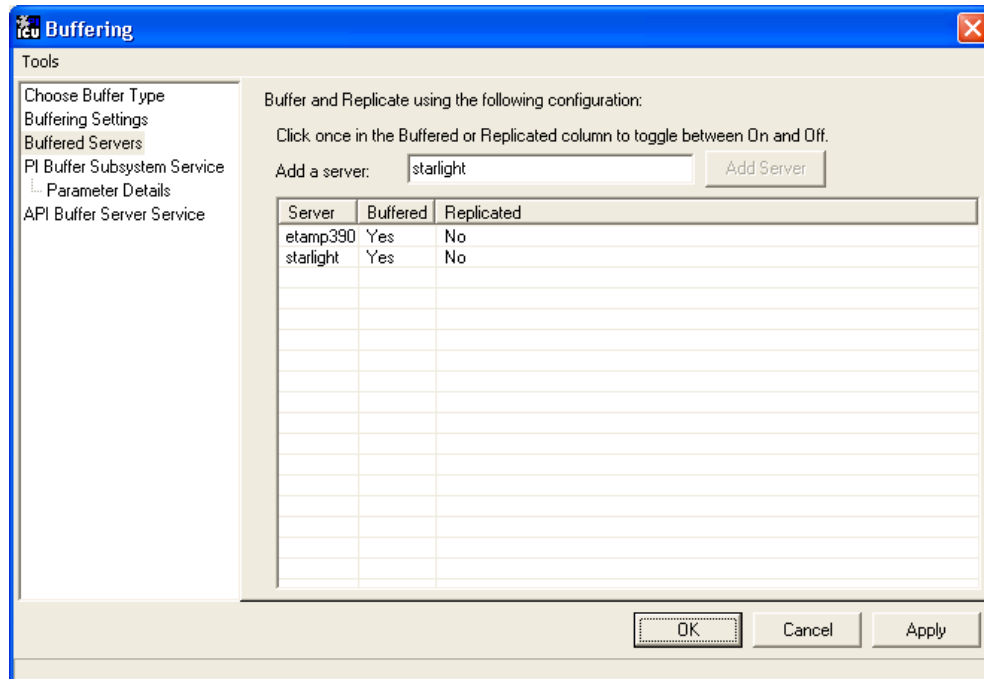 ICU Buffering
Tools
Choose Buffer Type
Buffering Settings
Buffered Servers
PI Buffer Subsystem Service
Parameter Details
API Buffer Server Service
Buffer and Replicate using the following configuration:
Click once in the Buffered or Replicated column to toggle between On and Off.
Add a server: starlight Add Server
Server Buffered Replicated
etamp390 Yes No
starlight Yes No
OK Cancel Apply